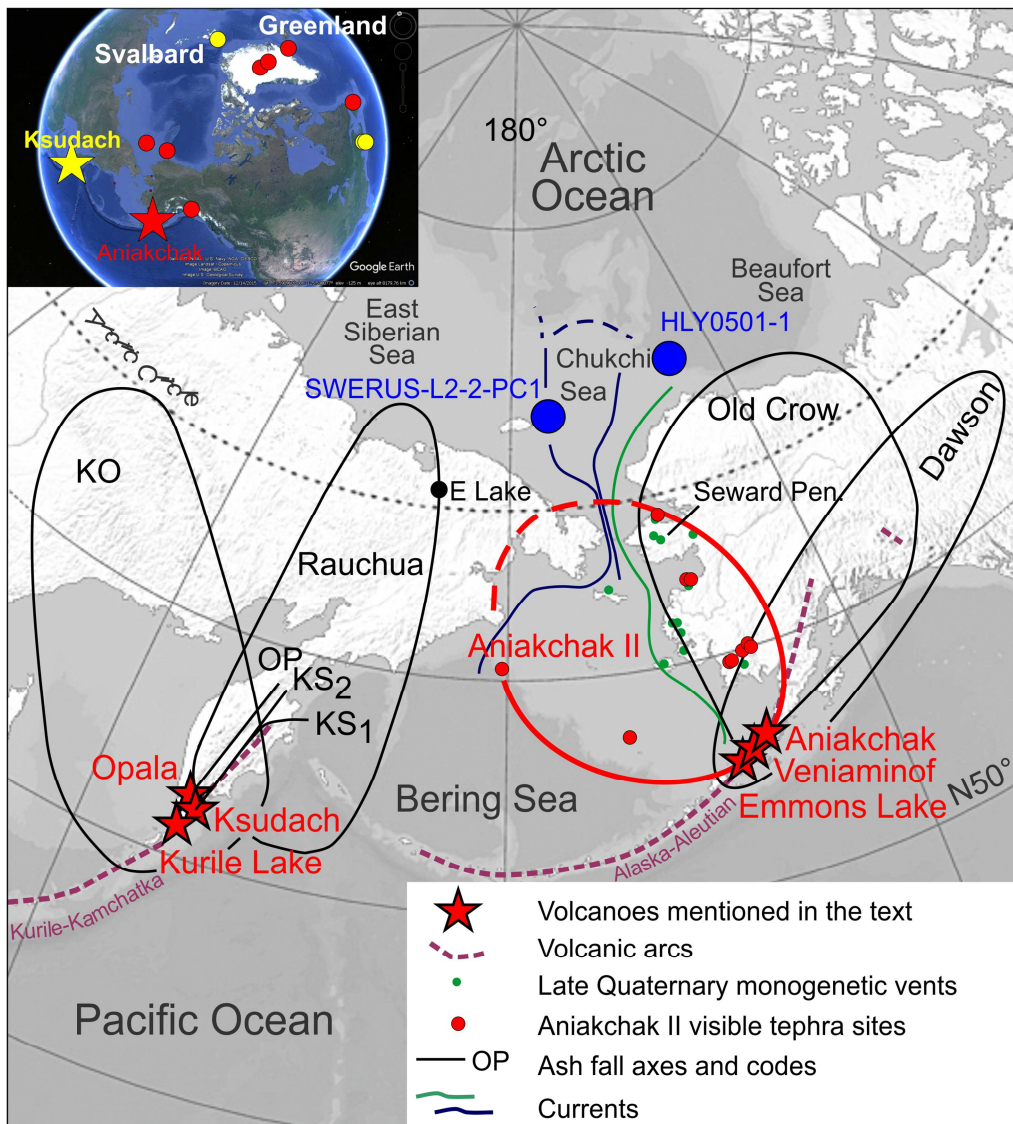 Greenland
Svalbard
Ksudach
Aniakchak
Google Earth
180°
Arctic
Ocean
Beaufort
Sea
East
Siberian
Sea
HLY0501-1
Chukchi
Sea
SWERUS-L2-2-PC1
Old Crow
Dawson
KO
E Lake
Seward Pen.
Rauchua
Aniakchak II
OP
KS2
KS1
Opala
Ksudach
Kurile Lake
Bering Sea
Aniakchak
Veniaminof
Emmons Lake
N50°
Alaska-Aleutian
Kurile-Kamchatka
Pacific Ocean
Volcanoes mentioned in the text
Volcanic arcs
Late Quaternary monogenetic vents
Aniakchak II visible tephra sites
OP
Ash fall axes and codes
Currents